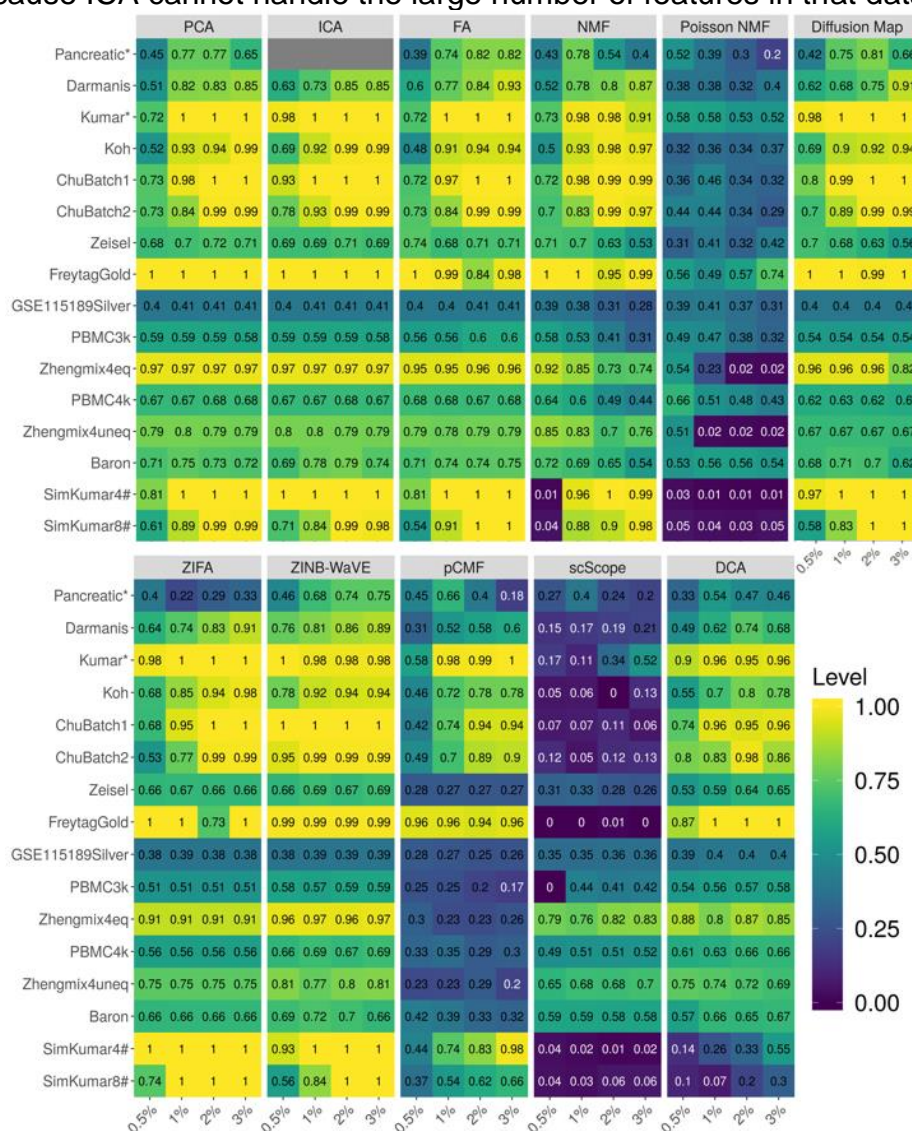 cause ICA cannot handle the large number of features in that data
PCA ICA FA NMF Poisson NMF Diffusion Map
Pancreatic* 0.45 0.77 0.77 0.65 0.39 0.74 0.82 0.82 0.43 0.78 0.54 0.4 0.52 0.39 0.3 0.2 0.42 0.75 0.81 0.66
Darmanis 0.51 0.82 0.83 0.85 0.63 0.73 0.85 0.85 0.6 0.77 0.84 0.93 0.52 0.78 0.8 0.87 0.38 0.38 0.32 0.4 0.62 0.68 0.75 0.91
Kumar* 0.72 1 1 1 0.98 1 1 1 0.72 1 1 1 0.73 0.98 0.98 0.91 0.58 0.58 0.53 0.52 0.98 1 1 1
Koh 0.52 0.93 0.94 0.99 0.69 0.92 0.99 0.99 0.48 0.91 0.94 0.94 0.5 0.93 0.98 0.97 0.32 0.36 0.34 0.37 0.69 0.9 0.92 0.94
ChuBatch1 0.73 0.98 1 1 0.93 1 1 1 0.72 0.97 1 1 0.72 0.98 0.99 0.99 0.36 0.46 0.34 0.32 0.8 0.99 1 1
ChuBatch2 0.73 0.84 0.99 0.99 0.78 0.93 0.99 0.99 0.73 0.84 0.99 0.99 0.7 0.83 0.99 0.97 0.44 0.44 0.34 0.29 0.7 0.89 0.99 0.99
Zeisel 0.68 0.7 0.72 0.71 0.69 0.69 0.71 0.69 0.74 0.68 0.71 0.71 0.71 0.7 0.63 0.53 0.31 0.41 0.32 0.42 0.7 0.68 0.63 0.56
FreytagGold 1 1 1 1 1 1 1 1 1 0.99 0.84 0.98 1 1 0.95 0.99 0.56 0.49 0.57 0.74 1 1 0.99 1
GSE115189Silver 0.4 0.41 0.41 0.41 0.4 0.41 0.41 0.41 0.4 0.4 0.41 0.41 0.39 0.38 0.31 0.28 0.39 0.41 0.37 0.31 0.4 0.4 0.4 0.4
PBMC3k 0.59 0.59 0.59 0.58 0.59 0.59 0.59 0.58 0.56 0.56 0.6 0.6 0.58 0.53 0.41 0.31 0.49 0.47 0.38 0.32 0.54 0.54 0.54 0.54
Zhengmix4eq 0.97 0.97 0.97 0.97 0.97 0.97 0.97 0.97 0.95 0.95 0.96 0.96 0.92 0.85 0.73 0.74 0.54 0.23 0.02 0.02 0.96 0.96 0.96 0.82
PBMC4k 0.67 0.67 0.68 0.68 0.67 0.67 0.68 0.67 0.68 0.68 0.67 0.68 0.64 0.6 0.49 0.44 0.66 0.51 0.48 0.43 0.62 0.63 0.62
Zhengmix4uneq 0.79 0.8 0.79 0.79 0.8 0.8 0.79 0.79 0.79 0.78 0.79 0.79 0.85 0.83 0.7 0.76 0.51 0.02 0.02 0.02 0.67 0.67 0.67 0.67
Baron 0.71 0.75 0.73 0.72 0.69 0.78 0.79 0.74 0.71 0.74 0.74 0.75 0.72 0.69 0.65 0.54 0.53 0.56 0.56 0.54 0.68 0.71 0.7 0.62
SimKumar4# 0.81 1 1 1 1 1 1 1 0.81 1 1 1 0.01 0.96 1 0.99 0.03 0.01 0.01 0.01 0.97 1 1 1
SimKumar8# 0.61 0.89 0.99 0.99 0.71 0.84 0.99 0.98 0.54 0.91 1 1 0.04 0.88 0.9 0.98 0.05 0.04 0.03 0.05 0.58 0.83 1 1
0.5% 1% 2% 3%
ZIFA ZINB-WaVE pCMF scScope DCA
Pancreatic* 0.4 0.22 0.29 0.33 0.46 0.68 0.74 0.75 0.45 0.66 0.4 0.18 0.27 0.4 0.24 0.2 0.33 0.54 0.47 0.46
Darmanis 0.64 0.74 0.83 0.91 0.76 0.81 0.86 0.89 0.31 0.52 0.58 0.6 0.15 0.17 0.19 0.21 0.49 0.62 0.74 0.68
Kumar* 0.98 1 1 1 1 0.98 0.98 0.98 0.58 0.98 0.99 1 0.17 0.11 0.34 0.52 0.9 0.96 0.95 0.96
Koh 0.68 0.85 0.94 0.98 0.78 0.92 0.94 0.94 0.46 0.72 0.78 0.78 0.05 0.06 0 0.13 0.55 0.7 0.8 0.78
ChuBatch1 0.68 0.95 1 1 1 1 1 1 0.42 0.74 0.94 0.94 0.07 0.07 0.11 0.06 0.74 0.96 0.95 0.96
ChuBatch2 0.53 0.77 0.99 0.99 0.95 0.99 0.99 0.99 0.49 0.7 0.89 0.9 0.12 0.05 0.12 0.13 0.8 0.83 0.98 0.86
Zeisel 0.66 0.67 0.66 0.66 0.66 0.69 0.67 0.69 0.28 0.27 0.27 0.27 0.31 0.33 0.28 0.26 0.53 0.59 0.64 0.65
FreytagGold 1 1 0.73 1 0.99 0.99 0.99 0.99 0.96 0.96 0.94 0.96 0 0 0.01 0 0.87 1 1 1
GSE115189Silver 0.38 0.39 0.38 0.38 0.38 0.39 0.39 0.39 0.28 0.27 0.25 0.26 0.35 0.35 0.36 0.36 0.39 0.4 0.4 0.4
PBMC3k 0.51 0.51 0.51 0.51 0.58 0.57 0.59 0.59 0.25 0.25 0.2 0.17 0 0.44 0.41 0.42 0.54 0.56 0.57 0.58
Zhengmix4eq 0.91 0.91 0.91 0.91 0.96 0.97 0.96 0.97 0.3 0.23 0.23 0.26 0.79 0.76 0.82 0.83 0.88 0.8 0.87 0.85
PBMC4k 0.56 0.56 0.56 0.56 0.66 0.69 0.67 0.69 0.33 0.35 0.29 0.3 0.49 0.51 0.51 0.52 0.61 0.63 0.66 0.66
Zhengmix4uneq 0.75 0.75 0.75 0.75 0.81 0.77 0.8 0.81 0.23 0.23 0.29 0.2 0.65 0.68 0.68 0.7 0.75 0.74 0.72 0.69
Baron 0.66 0.66 0.66 0.66 0.69 0.72 0.7 0.66 0.42 0.39 0.33 0.32 0.59 0.59 0.58 0.58 0.57 0.66 0.65 0.67
SimKumar4# 1 1 1 1 0.93 1 1 1 0.44 0.74 0.83 0.98 0.04 0.02 0.01 0.02 0.14 0.26 0.33 0.55
SimKumar8# 0.74 1 1 1 0.56 0.84 1 1 0.37 0.54 0.62 0.66 0.04 0.03 0.06 0.06 0.1 0.07 0.2 0.3
0.5% 1% 2% 3% 0.5% 1% 2% 3% 0.5% 1% 2% 3% 0.5% 1% 2% 3% 0.5% 1% 2% 3%
Level
1.00
0.75
0.50
0.25
0.00